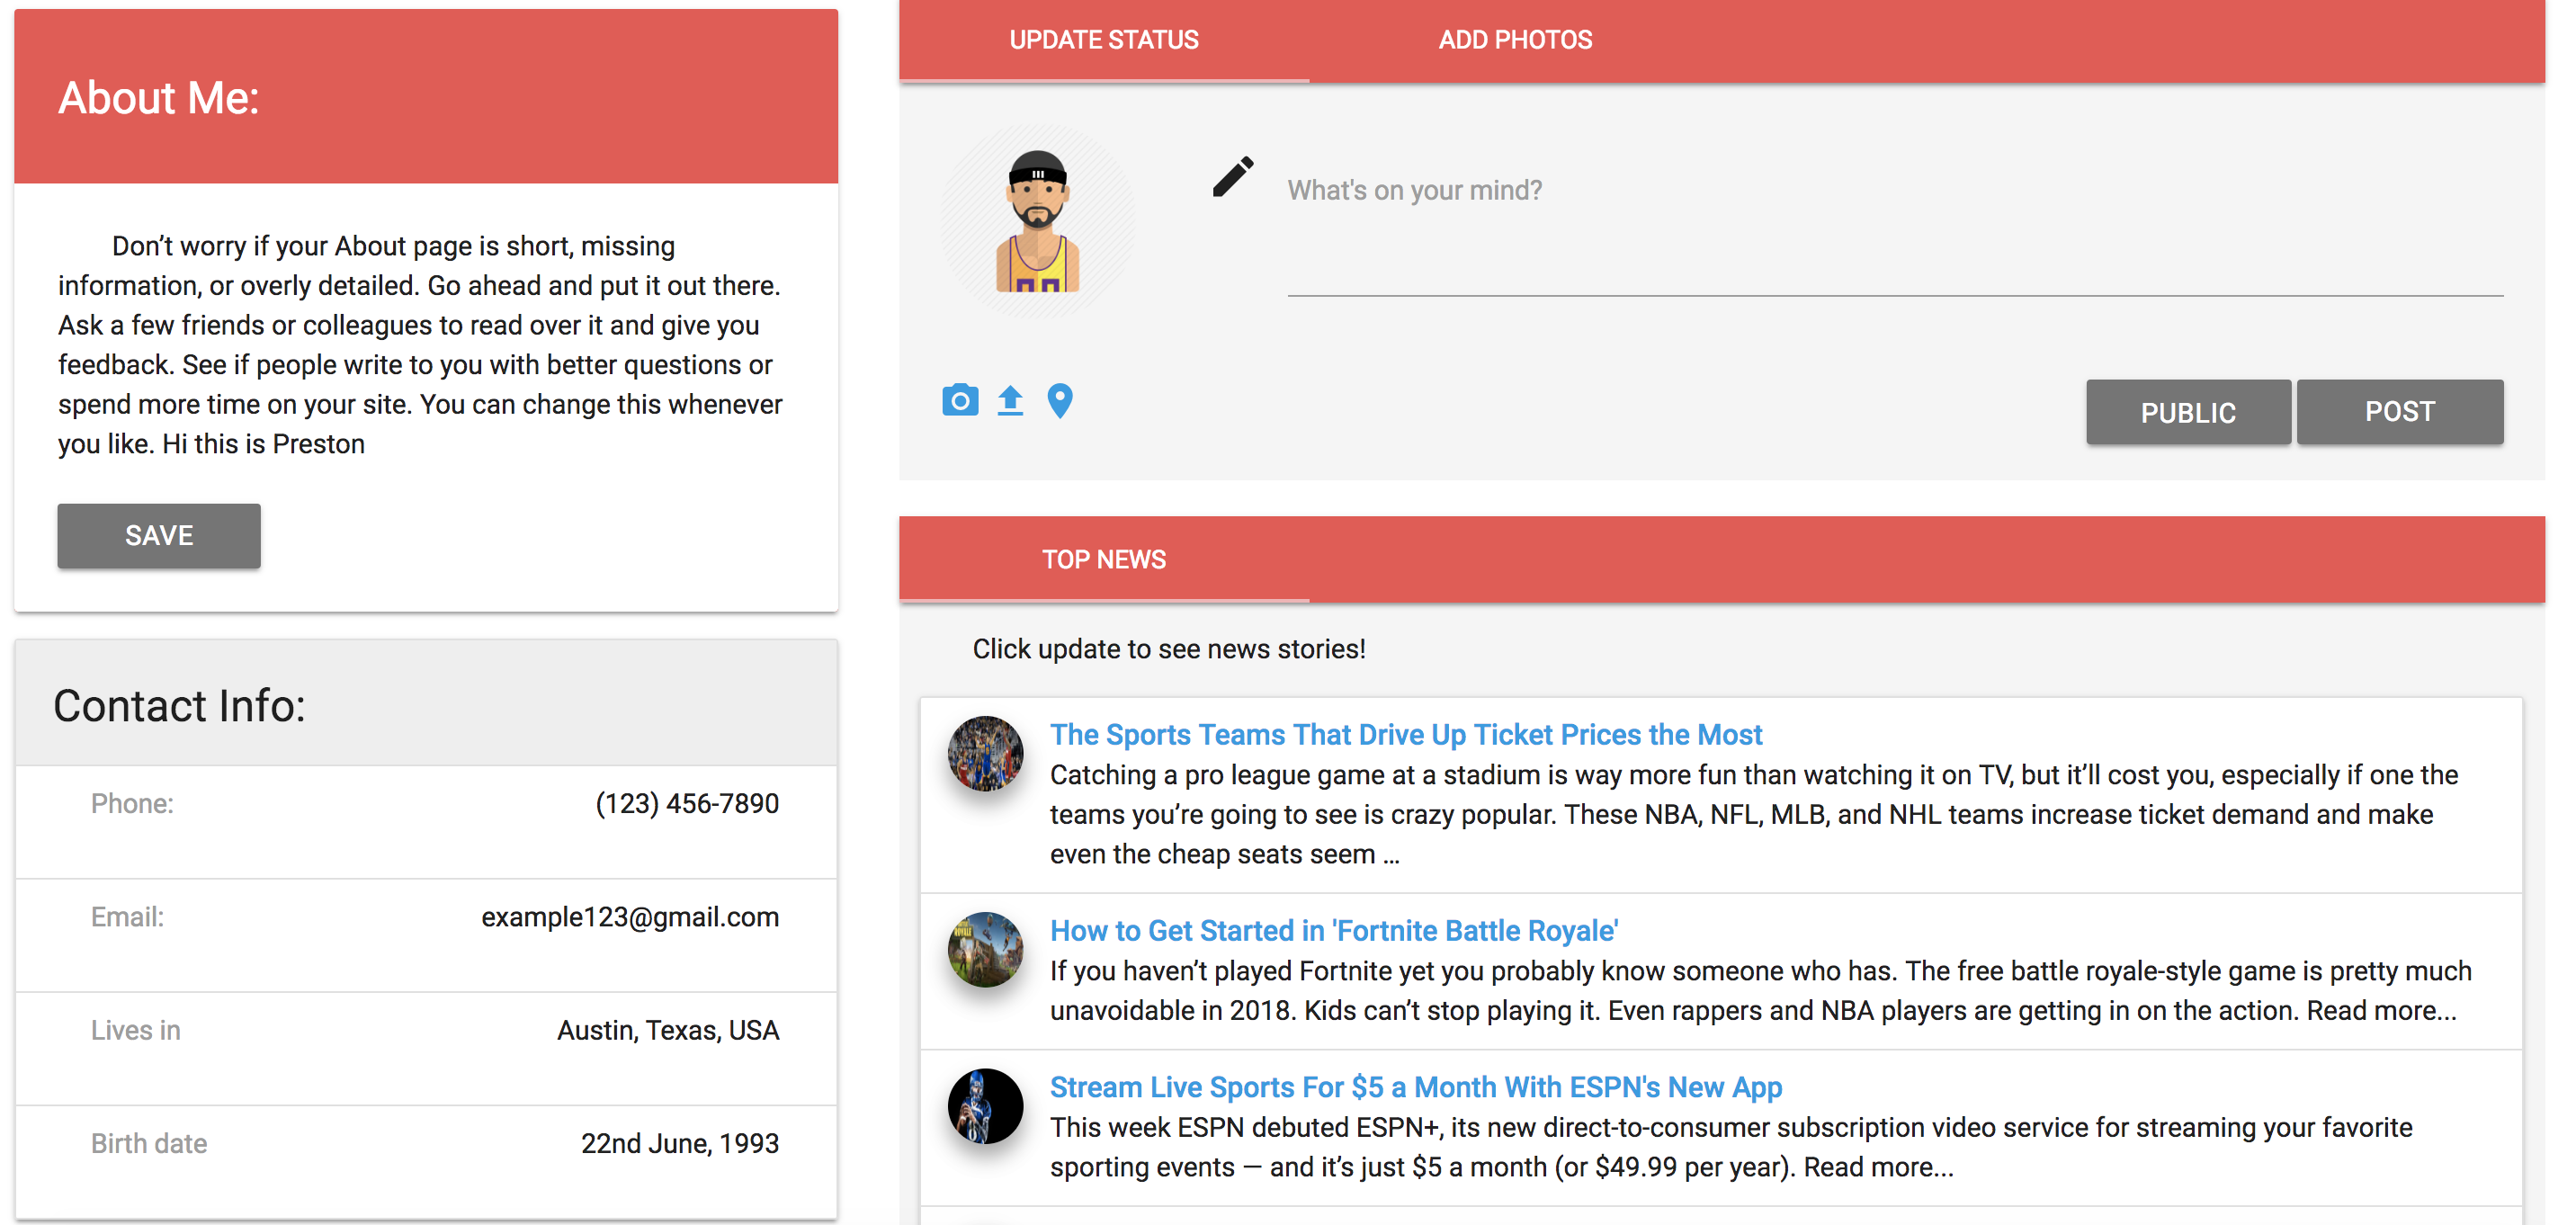 About Me:
Don’t worry if your About page is short, missing
information, or overly detailed. Go ahead and put it out there.
Ask a few friends or colleagues to read over it and give you
feedback. See if people write to you with better questions or
spend more time on your site. You can change this whenever
you like. Hi this is Preston
SAVE
Contact Info:
Phone: (123) 456-7890
Email: example123@gmail.com
Lives in Austin, Texas, USA
Birth date 22nd June, 1993
UPDATE STATUS ADD PHOTOS
What's on your mind?
PUBLIC POST
TOP NEWS
Click update to see news stories!
The Sports Teams That Drive Up Ticket Prices the Most
Catching a pro league game at a stadium is way more fun than watching it on TV, but it’ll cost you, especially if one the
teams you’re going to see is crazy popular. These NBA, NFL, MLB, and NHL teams increase ticket demand and make
even the cheap seats seem …
How to Get Started in 'Fortnite Battle Royale'
If you haven’t played Fortnite yet you probably know someone who has. The free battle royale-style game is pretty much
unavoidable in 2018. Kids can’t stop playing it. Even rappers and NBA players are getting in on the action. Read more...
Stream Live Sports For $5 a Month With ESPN's New App
This week ESPN debuted ESPN+, its new direct-to-consumer subscription video service for streaming your favorite
sporting events — and it’s just $5 a month (or $49.99 per year). Read more...